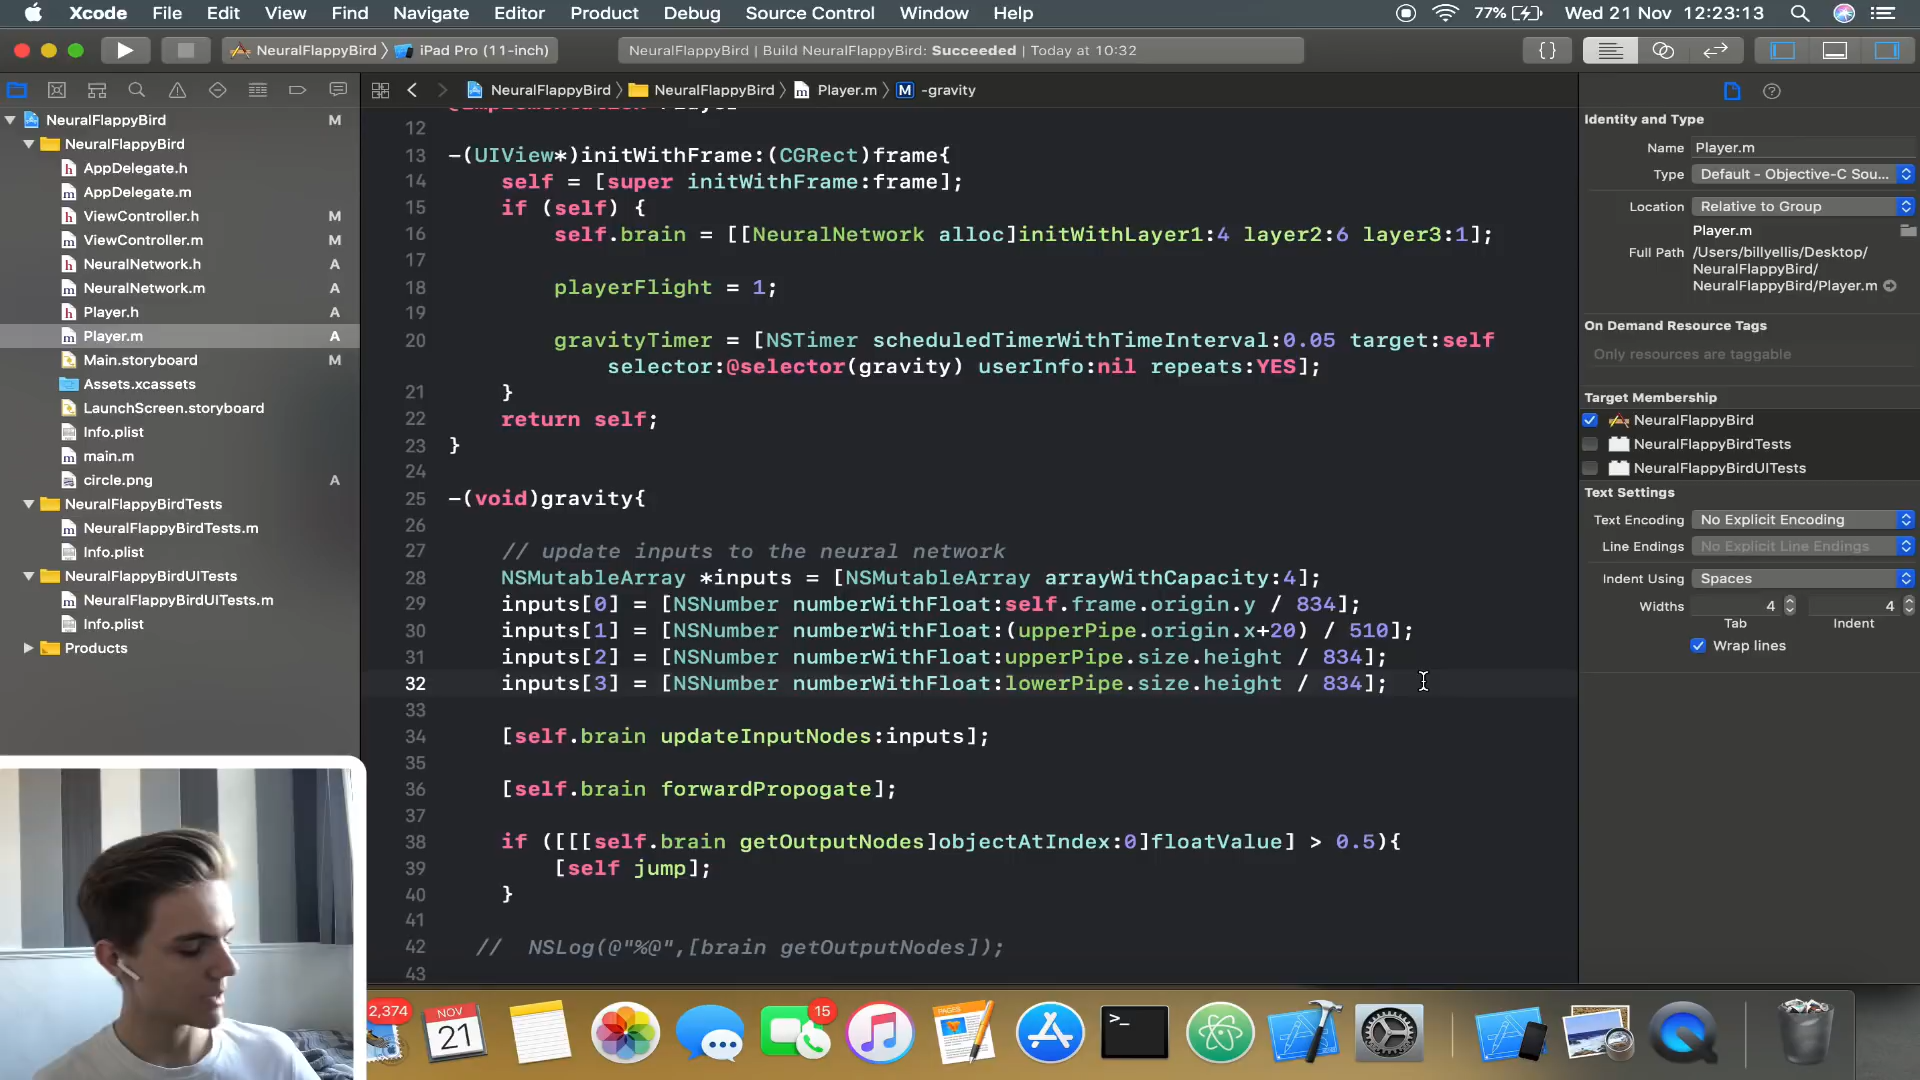 Xcode File Edit View Find Navigate Editor Product Debug Source Control Window Help 77% Wed 21 Nov 12:23:13
NeuralFlappyBird iPad Pro (11-inch) NeuralFlappyBird | Build NeuralFlappyBird: Succeeded | Today at 10:32 {}
NeuralFlappyBird NeuralFlappyBird Player.m M -gravity
NeuralFlappyBird M
NeuralFlappyBird
AppDelegate.h
AppDelegate.m
ViewController.h M
ViewController.m M
NeuralNetwork.h A
NeuralNetwork.m A
Player.h A
Player.m A
Main.storyboard M
Assets.xcassets
LaunchScreen.storyboard
Info.plist
main.m
circle.png A
NeuralFlappyBirdTests
NeuralFlappyBirdTests.m
Info.plist
NeuralFlappyBirdUITests
NeuralFlappyBirdUITests.m
Info.plist
Products
12
13 -(UIView*)initWithFrame:(CGRect)frame{
14 self = [super initWithFrame:frame];
15 if (self) {
16 self.brain = [[NeuralNetwork alloc]initWithLayer1:4 layer2:6 layer3:1];
17
18 playerFlight = 1;
19
20 gravityTimer = [NSTimer scheduledTimerWithTimeInterval:0.05 target:self
selector:@selector(gravity) userInfo:nil repeats:YES];
21 }
22 return self;
23 }
24
25 -(void)gravity{
26
27 // update inputs to the neural network
28 NSMutableArray *inputs = [NSMutableArray arrayWithCapacity:4];
29 inputs[0] = [NSNumber numberWithFloat:self.frame.origin.y / 834];
30 inputs[1] = [NSNumber numberWithFloat:(upperPipe.origin.x+20) / 510];
31 inputs[2] = [NSNumber numberWithFloat:upperPipe.size.height / 834];
32 inputs[3] = [NSNumber numberWithFloat:lowerPipe.size.height / 834];
33
34 [self.brain updateInputNodes:inputs];
35
36 [self.brain forwardPropogate];
37
38 if ([[[self.brain getOutputNodes]objectAtIndex:0]floatValue] > 0.5){
39 [self jump];
40 }
41
42 // NSLog(@"%@",[brain getOutputNodes]);
43
Identity and Type
Name Player.m
Type Default - Objective-C Sou...
Location Relative to Group
Player.m
Full Path /Users/billyellis/Desktop/
NeuralFlappyBird/
NeuralFlappyBird/Player.m
On Demand Resource Tags
Only resources are taggable
Target Membership
NeuralFlappyBird
NeuralFlappyBirdTests
NeuralFlappyBirdUITests
Text Settings
Text Encoding No Explicit Encoding
Line Endings No Explicit Line Endings
Indent Using Spaces
Widths 4 4
Tab Indent
Wrap lines
2,374 NOV 21 15 >_